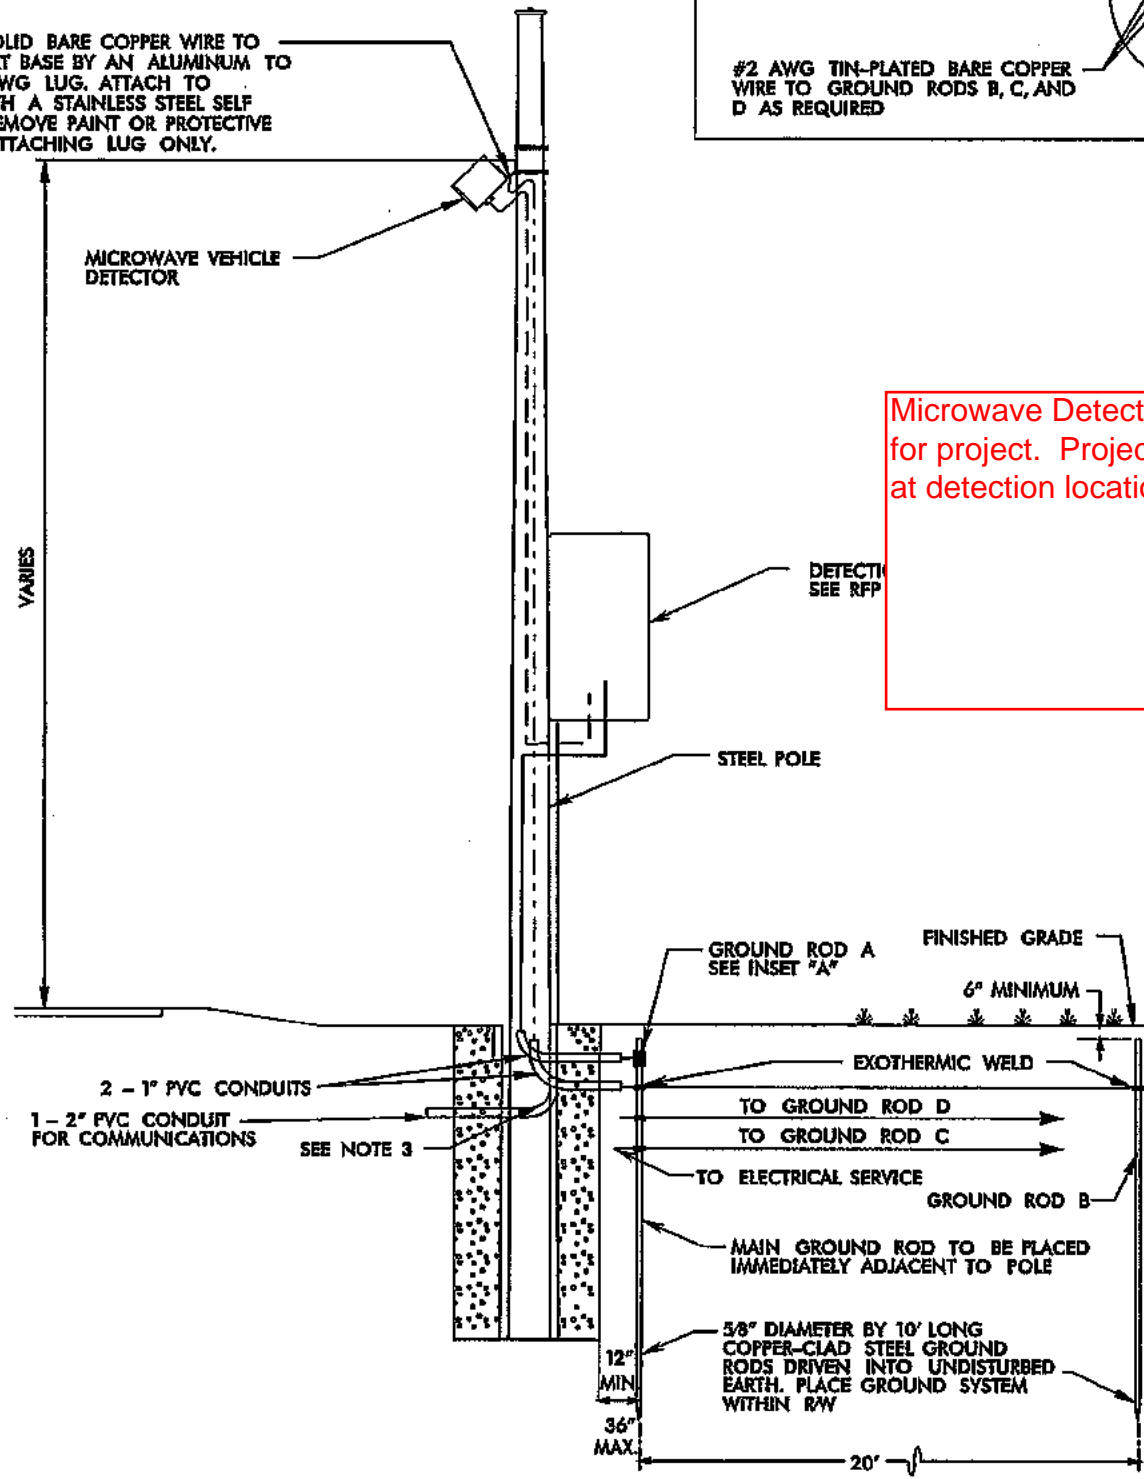 OLID BARE COPPER WIRE TO
AT BASE BY AN ALUMINUM TO
WG LUG. ATTACH TO
TH A STAINLESS STEEL SELF
EMOVE PAINT OR PROTECTIVE
TTACHING LUG ONLY.
#2 AWG TIN-PLATED BARE COPPER
WIRE TO GROUND RODS B, C, AND
D AS REQUIRED
MICROWAVE VEHICLE
DETECTOR
Microwave Detect
for project. Projec
at detection locatio
VARIES
DETECTI
SEE RFP
STEEL POLE
GROUND ROD A
SEE INSET "A"
FINISHED GRADE
6" MINIMUM
EXOTHERMIC WELD
2 - 1" PVC CONDUITS
1 - 2" PVC CONDUIT
FOR COMMUNICATIONS
SEE NOTE 3
TO GROUND ROD D
TO GROUND ROD C
TO ELECTRICAL SERVICE
GROUND ROD B
MAIN GROUND ROD TO BE PLACED
IMMEDIATELY ADJACENT TO POLE
5/8" DIAMETER BY 10' LONG
COPPER-CLAD STEEL GROUND
RODS DRIVEN INTO UNDISTURBED
EARTH. PLACE GROUND SYSTEM
WITHIN R/W
12"
MIN
36"
MAX.
20'